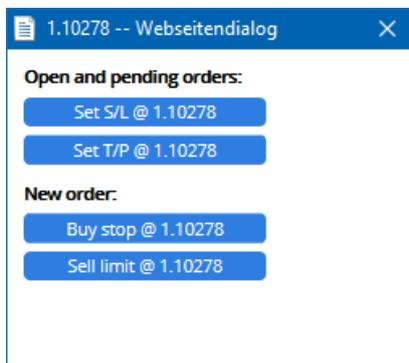 1.10278 -- Webseitendialog
Open and pending orders:
Set S/L @ 1.10278
Set T/P @ 1.10278
New order:
Buy stop @ 1.10278
Sell limit @ 1.10278